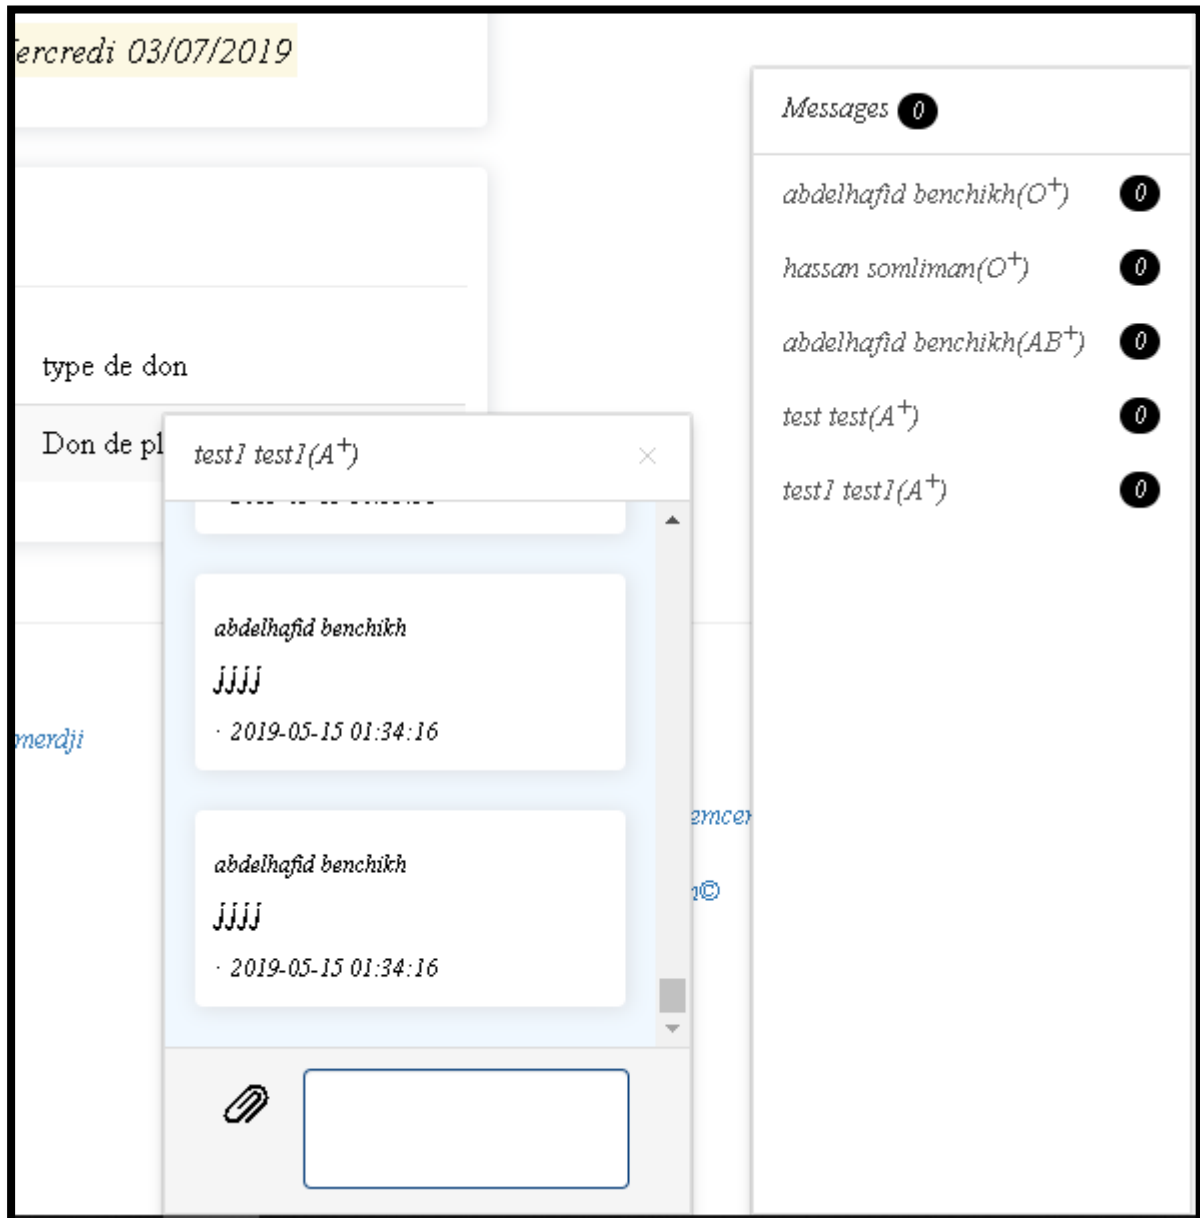 ercredi 03/07/2019
Messages 0
abdelhafid benchikh(O+) 0
hassan somliman(O+) 0
abdelhafid benchikh(AB+) 0
test test(A+) 0
test1 test1(A+) 0
type de don
Don de pl
test1 test1(A+) ×
abdelhafid benchikh
jjjj
· 2019-05-15 01:34:16
abdelhafid benchikh
jjjj
· 2019-05-15 01:34:16
merdji
emcen
©